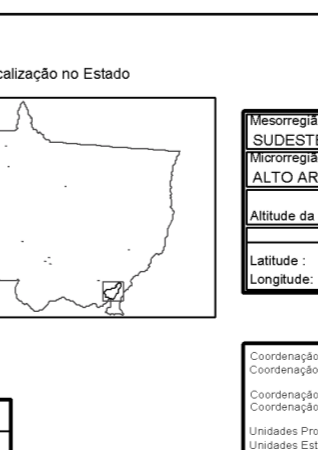 calização no Estado
Mesorregiã
SUDESTE
Microrregiã
ALTO AR
Altitude da
Latitude :
Longitude:
Coordenação
Coordenação
Coordenação
Coordenação
Unidades Pro
Unidades Est